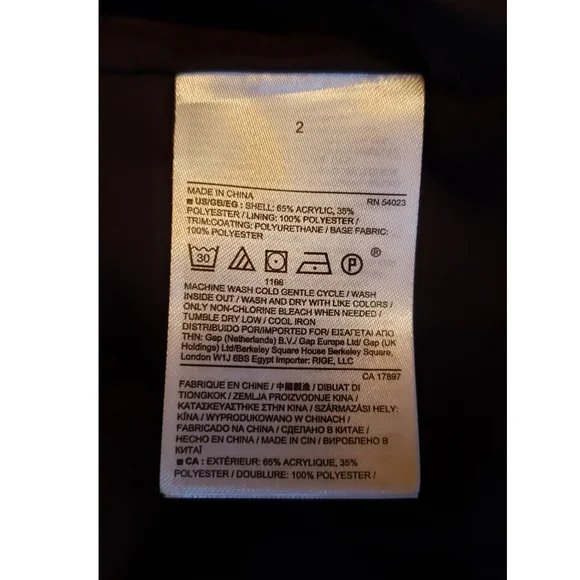 2
MADE IN CHINA RN 54023
■ US/GB/EG : SHELL: 65% ACRYLIC, 35%
POLYESTER / LINING: 100% POLYESTER /
TRIM:COATING: POLYURETHANE / BASE FABRIC:
100% POLYESTER
30 P ®
1166
MACHINE WASH COLD GENTLE CYCLE / WASH
INSIDE OUT / WASH AND DRY WITH LIKE COLORS /
ONLY NON-CHLORINE BLEACH WHEN NEEDED /
TUMBLE DRY LOW / COOL IRON
DISTRIBUIDO POR/IMPORTED FOR/ ΕΙΣΑΓΕΤΑΙ ΑΠΟ
ΤΗΝ: Gap (Netherlands) B.V./ Gap Europe Ltd/ Gap (UK
Holdings) Ltd/Berkeley Square House Berkeley Square,
London W1J 6BS Egypt Importer: RIGE, LLC
CA 17897
FABRIQUE EN CHINE / 中國製造 / DIBUAT DI
TIONGKOK / ZEMLJA PROIZVODNJE KINA /
ΚΑΤΑΣΚΕΥΑΣΤΗΚΕ ΣΤΗΝ ΚΙΝΑ / SZÁRMAZÁSI HELY:
KÍNA / WYPRODUKOWANO W CHINACH /
FABRICADO NA CHINA / СДЕЛАНО В КИТАЕ /
HECHO EN CHINA / MADE IN CIN / ВИРОБЛЕНО В
КИТАЇ
■ CA : EXTÉRIEUR: 65% ACRYLIQUE, 35%
POLYESTER / DOUBLURE: 100% POLYESTER /